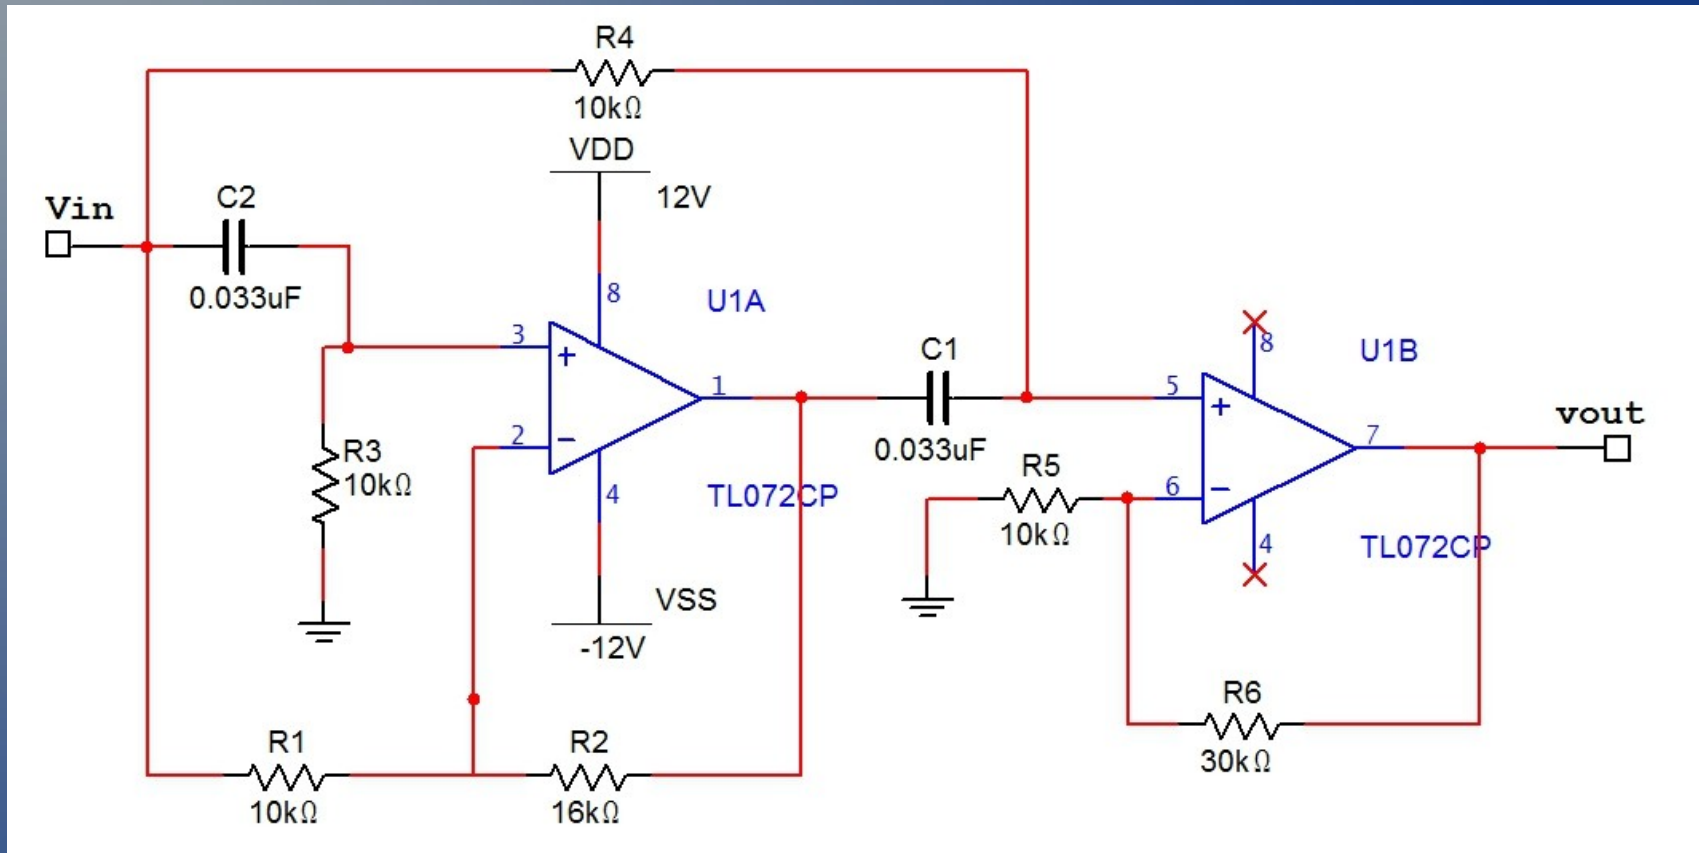 R4
10kΩ
VDD
12V
Vin
C2
0.033uF
8
U1A
3
+
1
2
−
4
TL072CP
R3
10kΩ
VSS
-12V
C1
0.033uF
8
U1B
5
+
7
vout
6
−
4
TL072CP
R5
10kΩ
R6
30kΩ
R1
10kΩ
R2
16kΩ